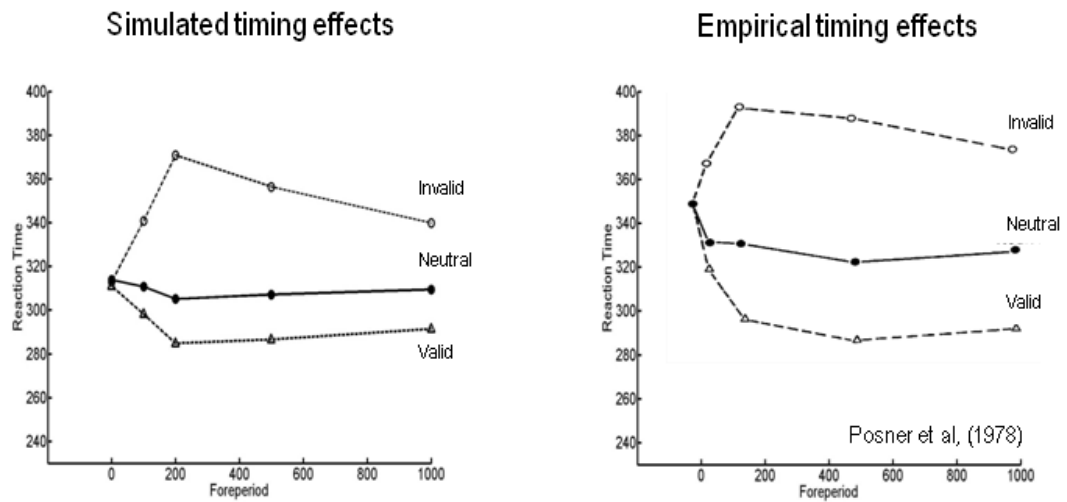 Simulated timing effects
400
380
360
340
320
300
280
260
240
Reaction Time
Invalid
Neutral
Valid
0 200 400 600 800 1000
Foreperiod
Empirical timing effects
400
380
360
340
320
300
280
260
240
Reaction Time
Invalid
Neutral
Valid
Posner et al, (1978)
0 200 400 600 800 1000
Foreperiod